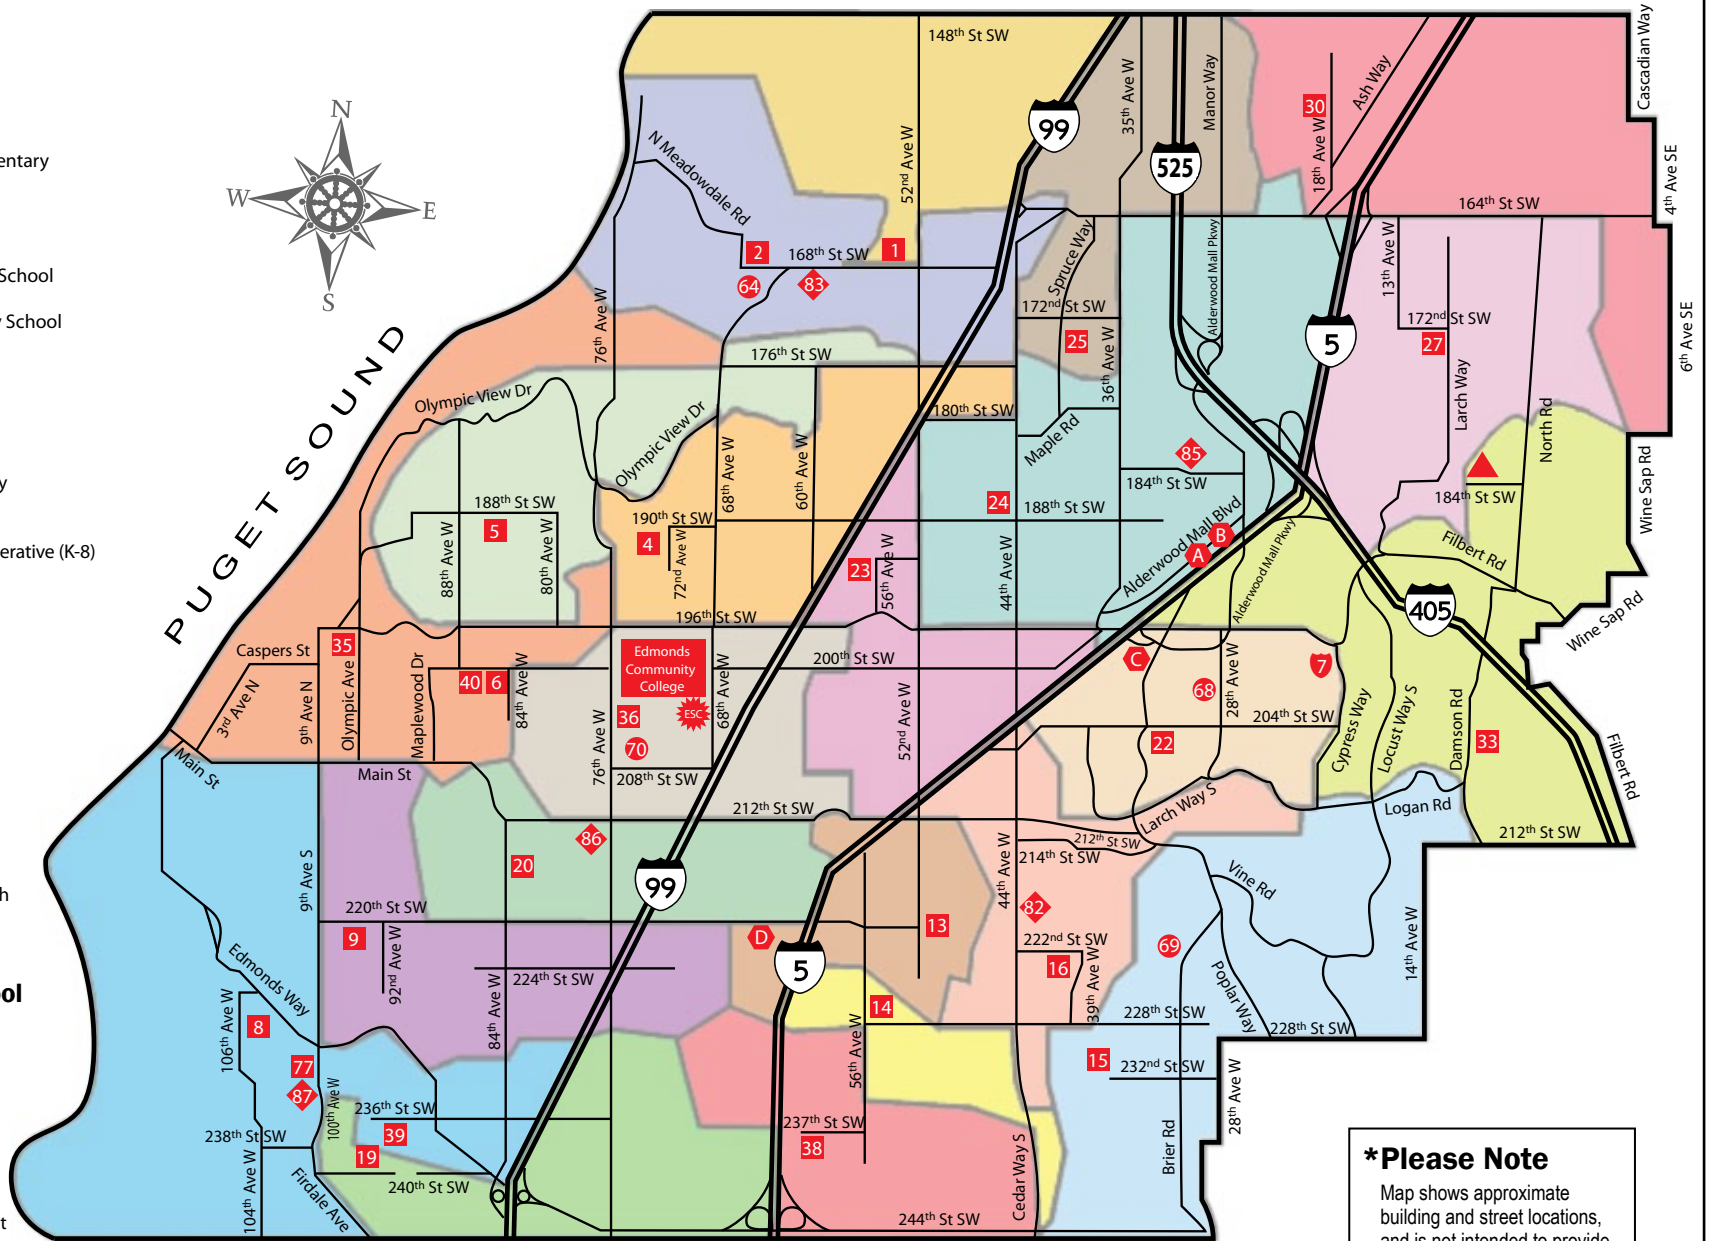 148th St SW
Cascadian Way
35th Ave W
Manor Way
Ash Way
30
18th Ave W
99
525
52nd Ave W
N Meadowdale Rd
N
W
E
S
entary
School
y School
y
erative (K-8)
h
ol
t
4th Ave SE
164th St SW
2
168th St SW
1
64
83
Spruce Way
Alderwood Mall Pkwy
13th Ave W
172nd St SW
172nd St SW
27
25
5
6th Ave SE
76th Ave W
176th St SW
36th Ave W
Larch Way
North Rd
PUGET SOUND
Olympic View Dr
Olympic View Dr
180th St SW
Maple Rd
68th Ave W
60th Ave W
85
184th St SW
184th St SW
Wine Sap Rd
188th St SW
5
88th Ave W
80th Ave W
190th St SW
4
72nd Ave W
24
188th St SW
23
56th Ave W
44th Ave W
Alderwood Mall Blvd
B
A
Alderwood Mall Pkwy
Filbert Rd
405
196th St SW
Wine Sap Rd
Caspers St
35
Edmonds
Community
College
200th St SW
C
7
68
28th Ave W
3rd Ave N
9th Ave N
Olympic Ave
Maplewood Dr
40
6
84th Ave W
76th Ave W
36
ESC
68th Ave W
70
52nd Ave W
204th St SW
22
Cypress Way
Locust Way S
Damson Rd
33
Filbert Rd
Main St
Main St
208th St SW
212th St SW
Larch Way S
Logan Rd
212th St SW
212th St SW
214th St SW
86
20
44th Ave W
Vine Rd
9th Ave S
99
220th St SW
9
92nd Ave W
82
13
D
5
222nd St SW
16
39th Ave W
69
14th Ave W
Edmonds Way
224th St SW
84th Ave W
Poplar Way
106th Ave W
8
14
228th St SW
228th St SW
77
87
100th Ave W
56th Ave W
15
232nd St SW
28th Ave W
236th St SW
39
237th St SW
38
238th St SW
19
104th Ave W
Firdale Ave
240th St SW
Cedar Way S
Brier Rd
244th St SW
*Please Note
Map shows approximate
building and street locations,
and is not intended to provide